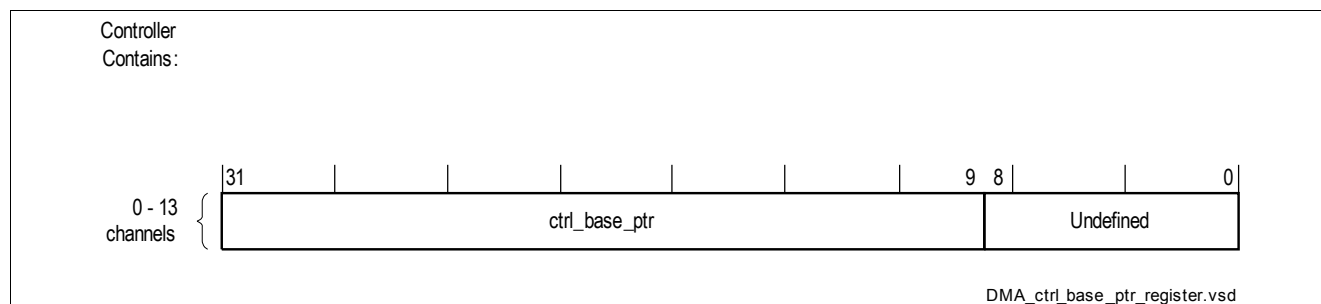 Controller
Contains:
31 9 8 0
0 - 13
channels
ctrl_base_ptr Undefined
DMA_ctrl_base_ptr_register.vsd